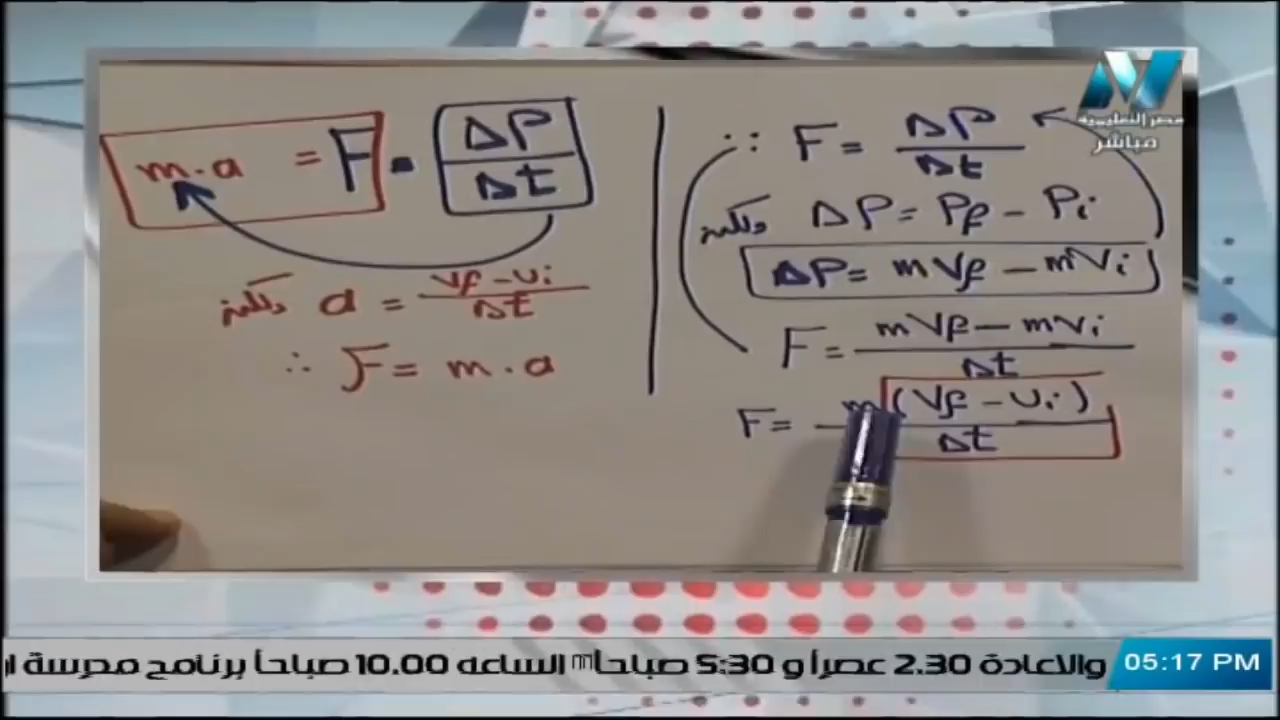 مصر التعليمية
مباشر
m.a = F = ΔP/Δt
ولكن a = Vf - Vi / Δt
∴ F = m.a
∴ F = ΔP/Δt
ولكن ΔP = Pf - Pi
ΔP = mVf - mVi
F = mVf - mVi / Δt
F = m(Vf - Vi) / Δt
05:17 PM والاعادة 2.30 عصراً و 5:30 صباحاً الساعه 10.00 صباحاً برنامج مدرسة